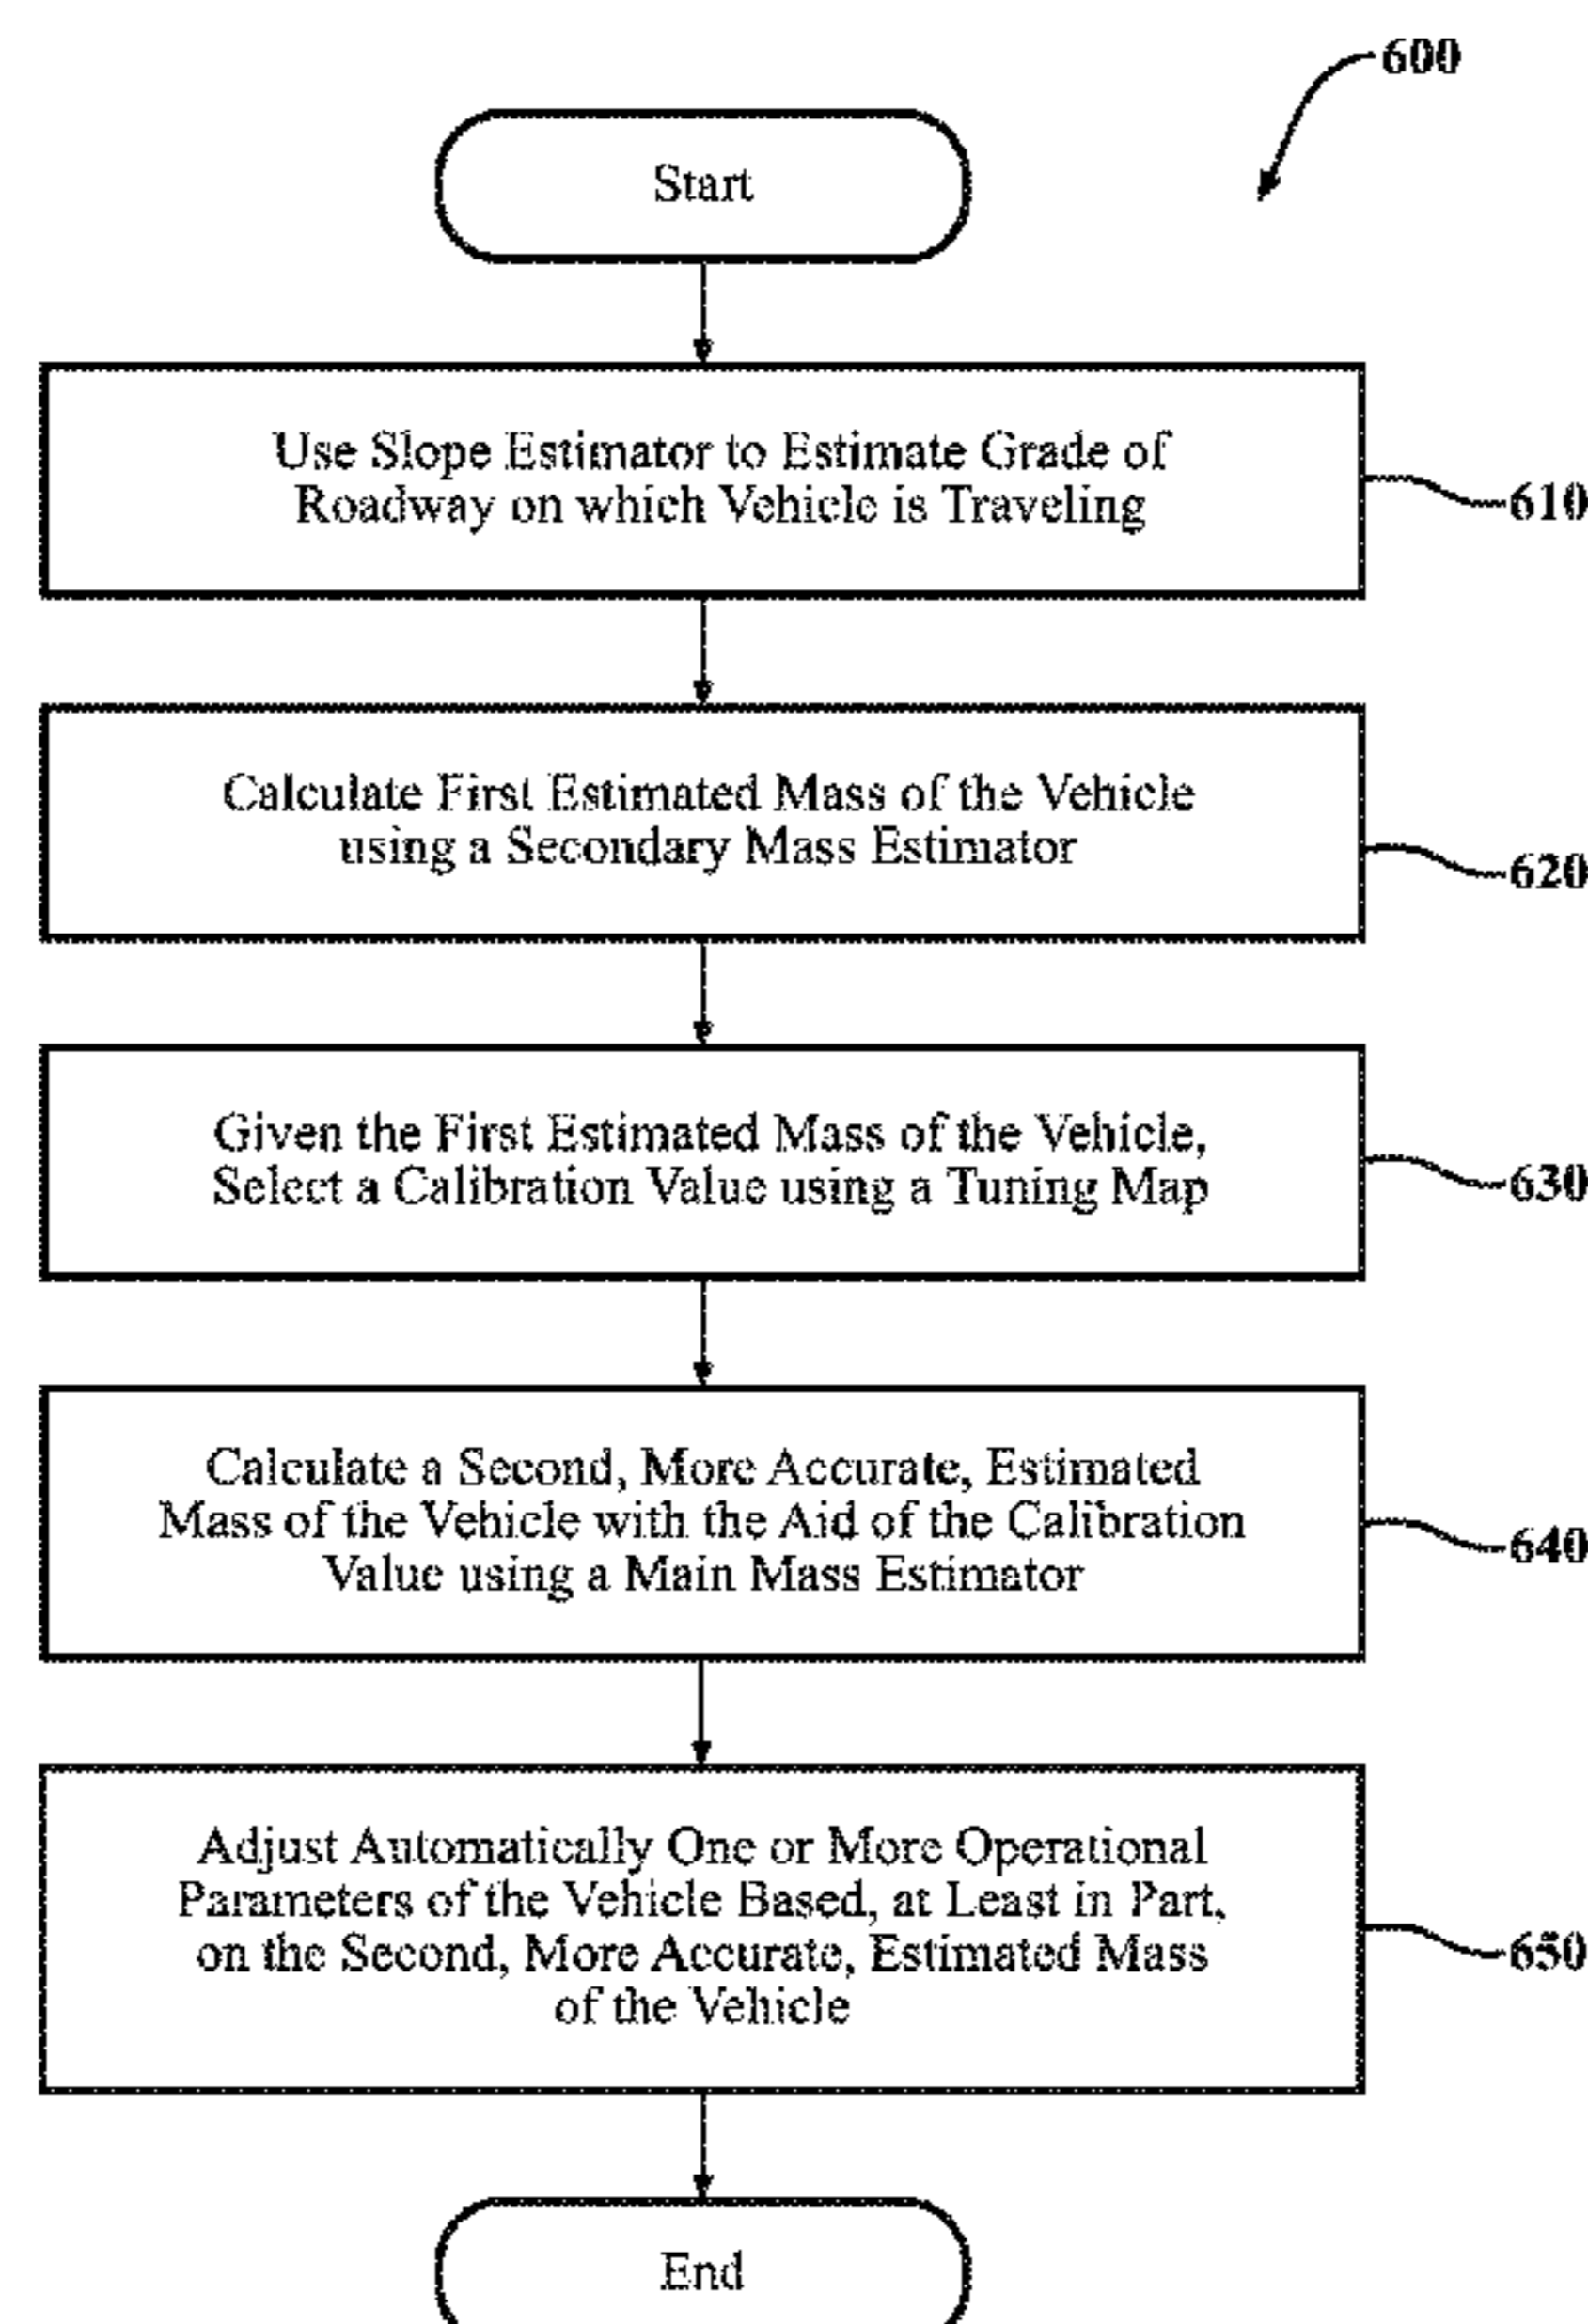 600
Start
Use Slope Estimator to Estimate Grade of
Roadway on which Vehicle is Traveling
610
Calculate First Estimated Mass of the Vehicle
using a Secondary Mass Estimator
620
Given the First Estimated Mass of the Vehicle,
Select a Calibration Value using a Tuning Map
630
Calculate a Second, More Accurate, Estimated
Mass of the Vehicle with the Aid of the Calibration
Value using a Main Mass Estimator
640
Adjust Automatically One or More Operational
Parameters of the Vehicle Based, at Least in Part,
on the Second, More Accurate, Estimated Mass
of the Vehicle
650
End